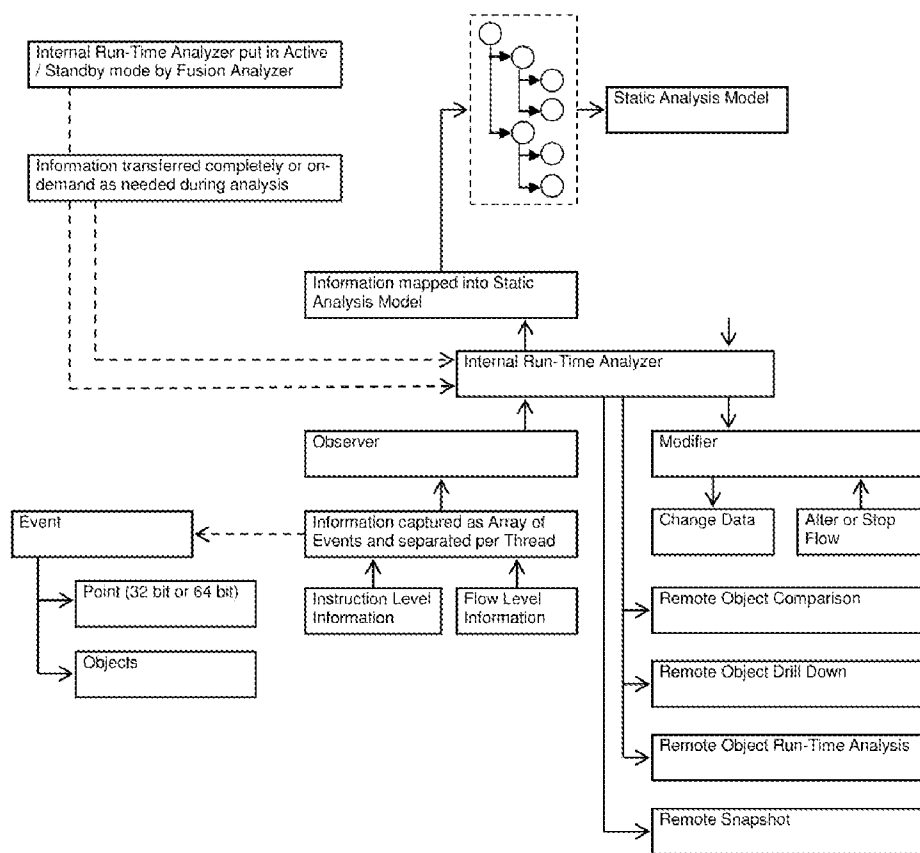 Internal Run-Time Analyzer put in Active
/ Standby mode by Fusion Analyzer
Static Analysis Model
Information transferred completely or on-
demand as needed during analysis
Information mapped into Static
Analysis Model
Internal Run-Time Analyzer
Observer
Modifier
Event
Information captured as Array of
Events and separated per Thread
Change Data
Alter or Stop
Flow
Point (32 bit or 64 bit)
Instruction Level
Information
Flow Level
Information
Remote Object Comparison
Objects
Remote Object Drill Down
Remote Object Run-Time Analysis
Remote Snapshot